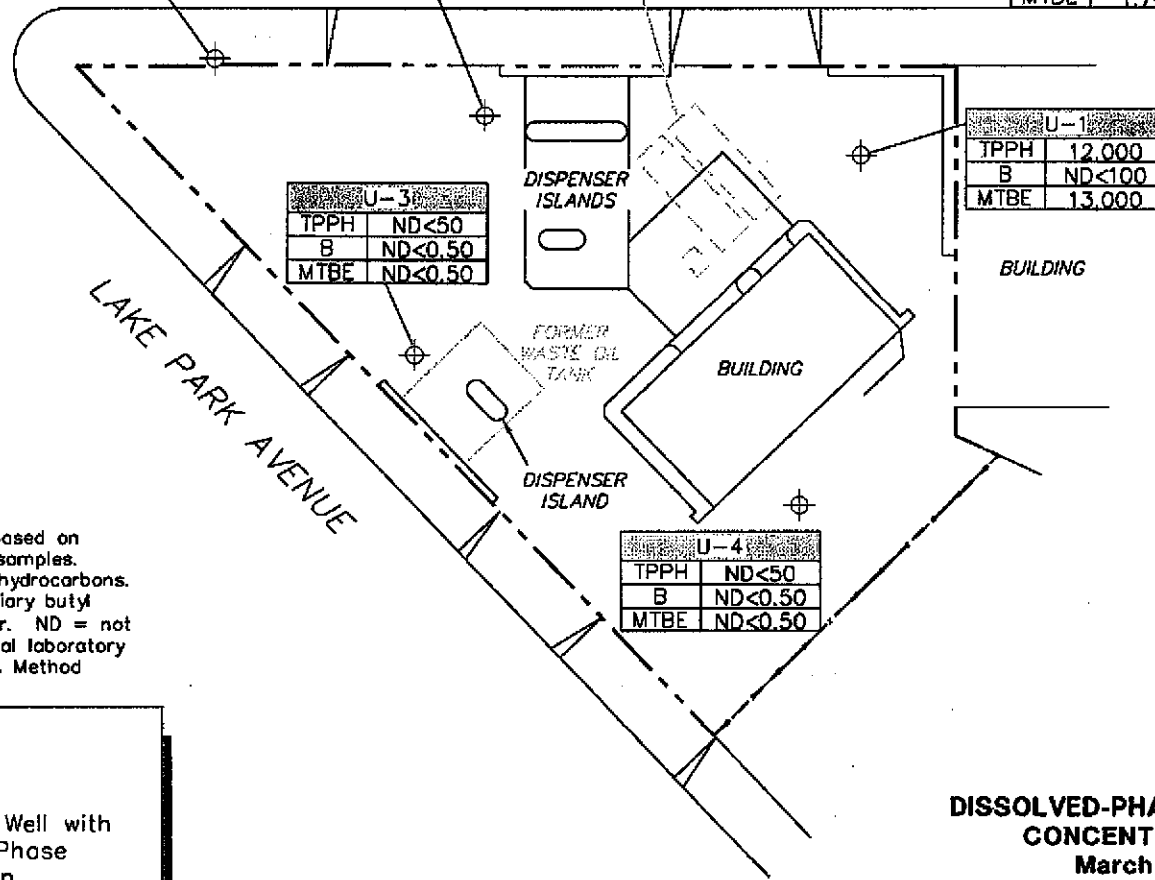 MTBE
U-1
TPPH 12,000
B ND<100
MTBE 13,000
DISPENSER
ISLANDS
U-3
TPPH ND<50
B ND<0.50
MTBE ND<0.50
BUILDING
LAKE PARK AVENUE
FORMER
WASTE OIL
TANK
BUILDING
DISPENSER
ISLAND
U-4
TPPH ND<50
B ND<0.50
MTBE ND<0.50
ased on
samples.
hydrocarbons.
iary butyl
r. ND = not
al laboratory
. Method
Well with
Phase
DISSOLVED-PHA
CONCENT
March